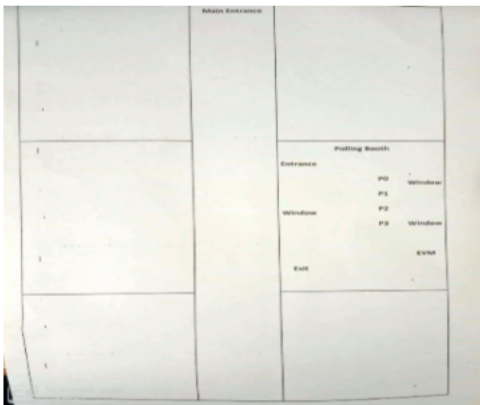 Main Entrance
Polling Booth
Entrance
P0
Window
P1
P2
Window
P3
Window
EVM
Exit